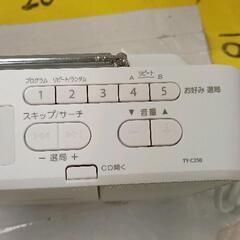 リピート
プログラム リピート/ランダム A B
1 2 3 4 5 お好み 選局
スキップ/サーチ ▼ 音量 ▲
− 選局 +
CD開く
TY-C250